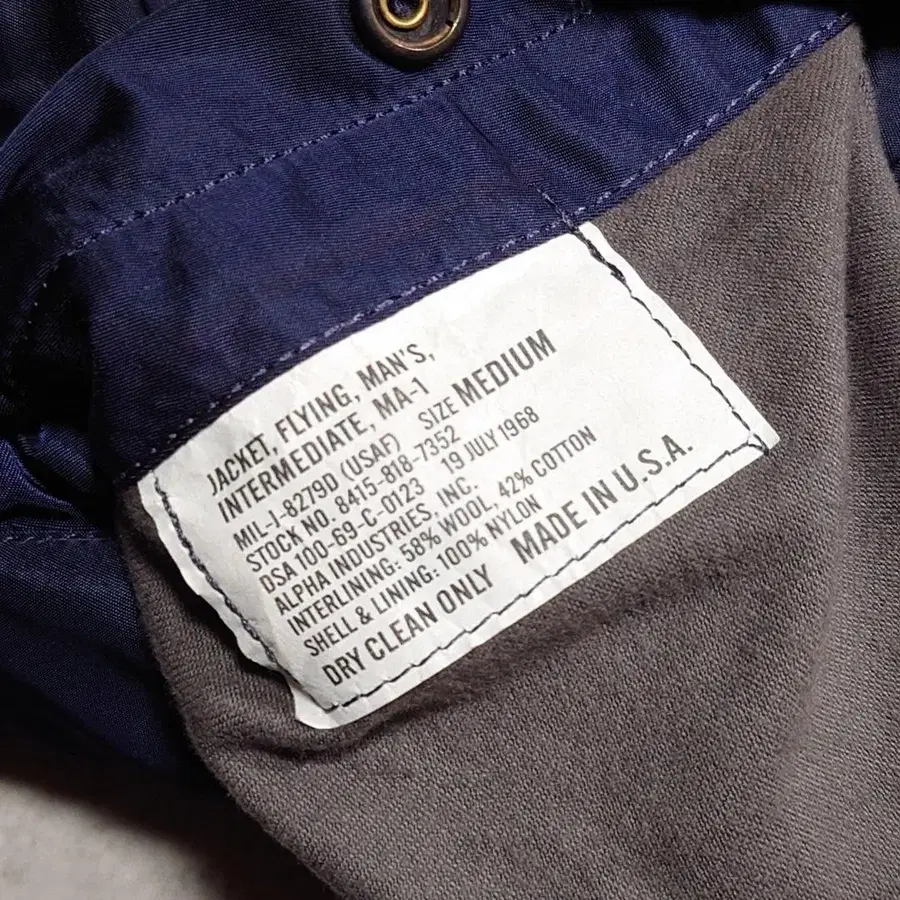 JACKET, FLYING, MAN'S,
INTERMEDIATE, MA-1
MIL-J-8279D (USAF) SIZE MEDIUM
STOCK NO. 8415-818-7352
DSA 100-69-C-0123 19 JULY 1968
ALPHA INDUSTRIES, INC.
INTERLINING: 58% WOOL, 42% COTTON
SHELL & LINING: 100% NYLON
DRY CLEAN ONLY MADE IN U.S.A.